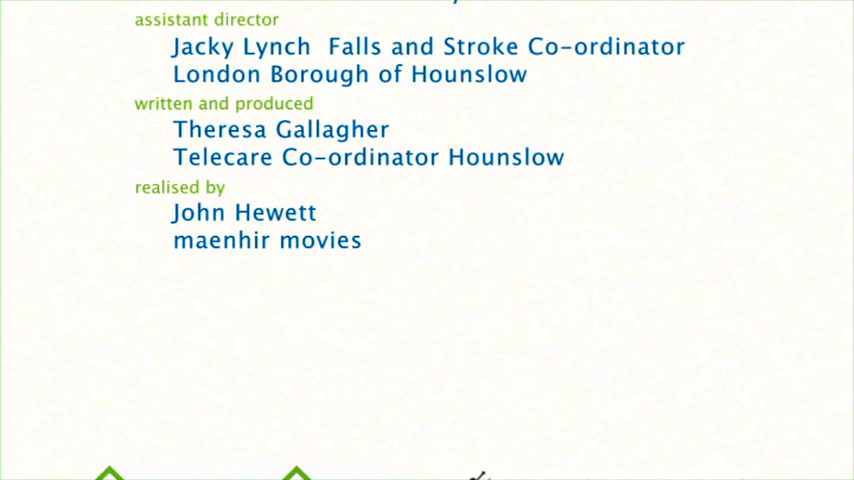 assistant director
Jacky Lynch Falls and Stroke Co-ordinator
London Borough of Hounslow
written and produced
Theresa Gallagher
Telecare Co-ordinator Hounslow
realised by
John Hewett
maenhir movies